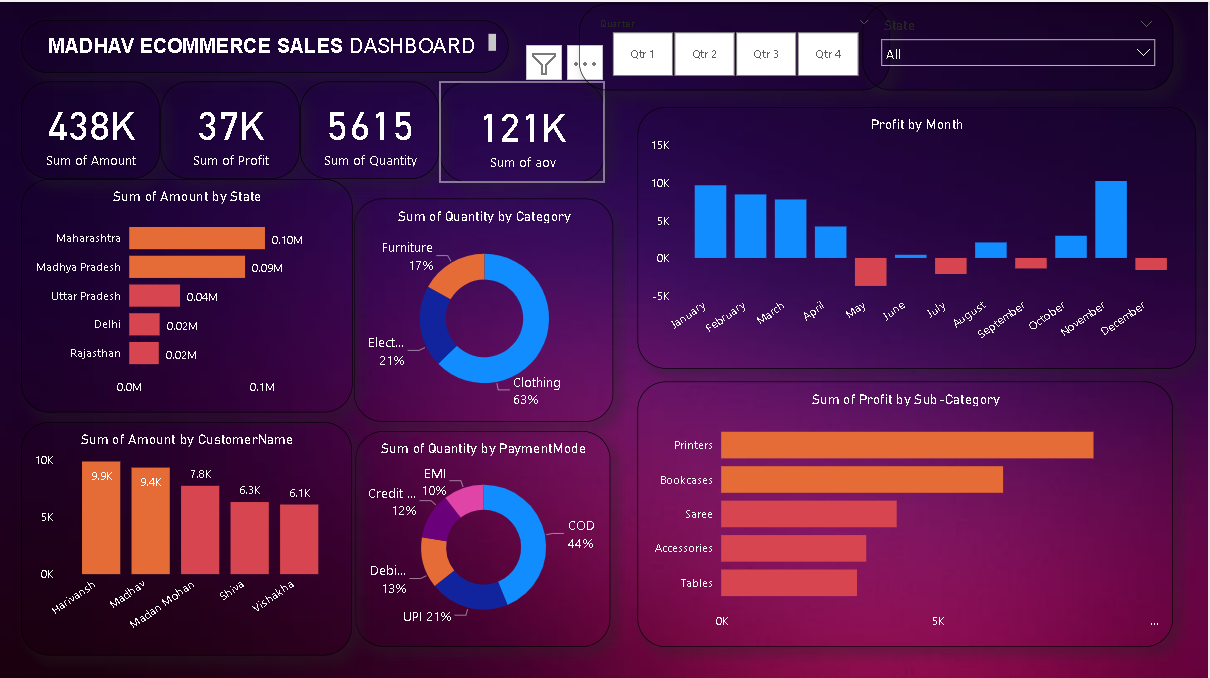 MADHAV ECOMMERCE SALES DASHBOARD
Quarter
Qtr 1 Qtr 2 Qtr 3 Qtr 4
State
All
438K
Sum of Amount
37K
Sum of Profit
5615
Sum of Quantity
121K
Sum of aov
Sum of Amount by State
Maharashtra 0.10M
Madhya Pradesh 0.09M
Uttar Pradesh 0.04M
Delhi 0.02M
Rajasthan 0.02M
0.0M 0.1M
Sum of Quantity by Category
Furniture
17%
Elect...
21%
Clothing
63%
Profit by Month
15K
10K
5K
0K
-5K
January February March April May June July August September October November December
Sum of Amount by CustomerName
10K
5K
0K
9.9K 9.4K 7.8K 6.3K 6.1K
Harivansh Madhav Madan Mohan Shiva Vishakha
Sum of Quantity by PaymentMode
EMI
10%
Credit ...
12%
Debi...
13%
UPI 21%
COD
44%
Sum of Profit by Sub-Category
Printers
Bookcases
Saree
Accessories
Tables
0K 5K ...